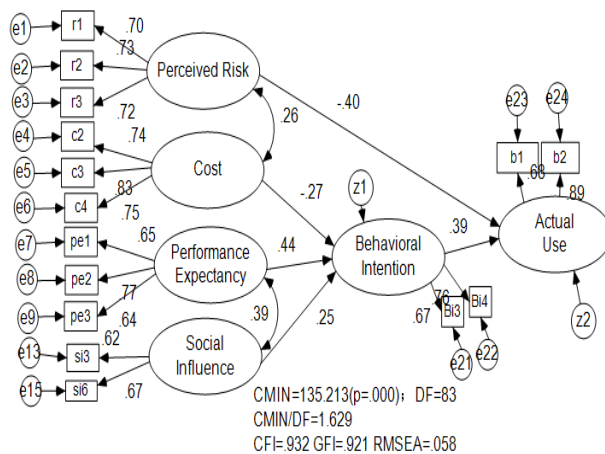 e1
r1
.70
e2
r2
.73
Perceived Risk
e3
r3
.72
-.40
e4
c2
.74
.26
e5
c3
Cost
e6
c4
.83
.75
-.27
z1
e23
e24
b1
b2
.68
.89
e7
pe1
.65
Performance
Expectancy
.44
Behavioral
Intention
.39
Actual
Use
e8
pe2
e9
pe3
.77
.64
.39
.25
.76
.67
Bi3
Bi4
e21
e22
z2
e13
si3
.62
Social
Influence
e15
si6
.67
CMIN=135.213(p=.000); DF=83
CMIN/DF=1.629
CFI=.932 GFI=.921 RMSEA=.058